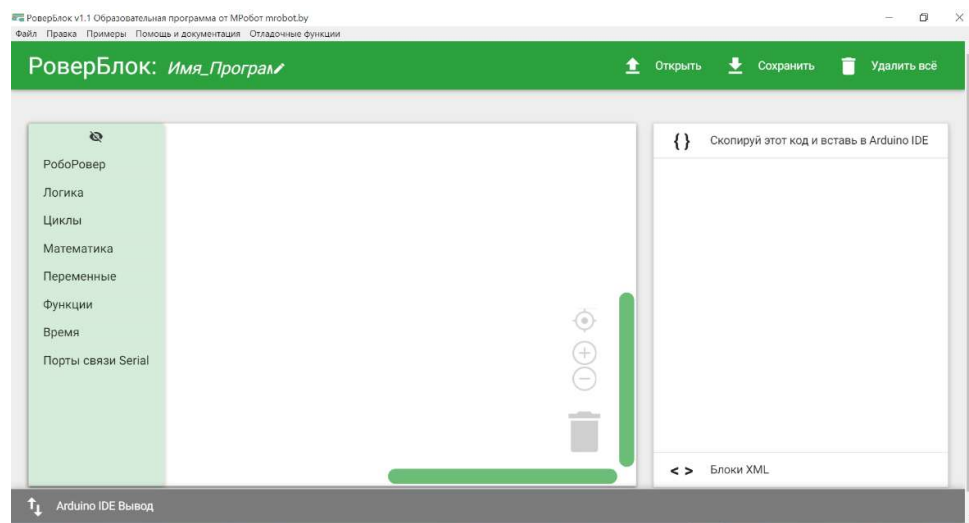 РоверБлок v1.1 Образовательная программа от МРобот mrobot.by
Файл Правка Примеры Помощь и документация Отладочные функции
РоверБлок: Имя_Програм
Открыть Сохранить Удалить всё
{ } Скопируй этот код и вставь в Arduino IDE
РобоРовер
Логика
Циклы
Математика
Переменные
Функции
Время
Порты связи Serial
< > Блоки XML
Arduino IDE Вывод